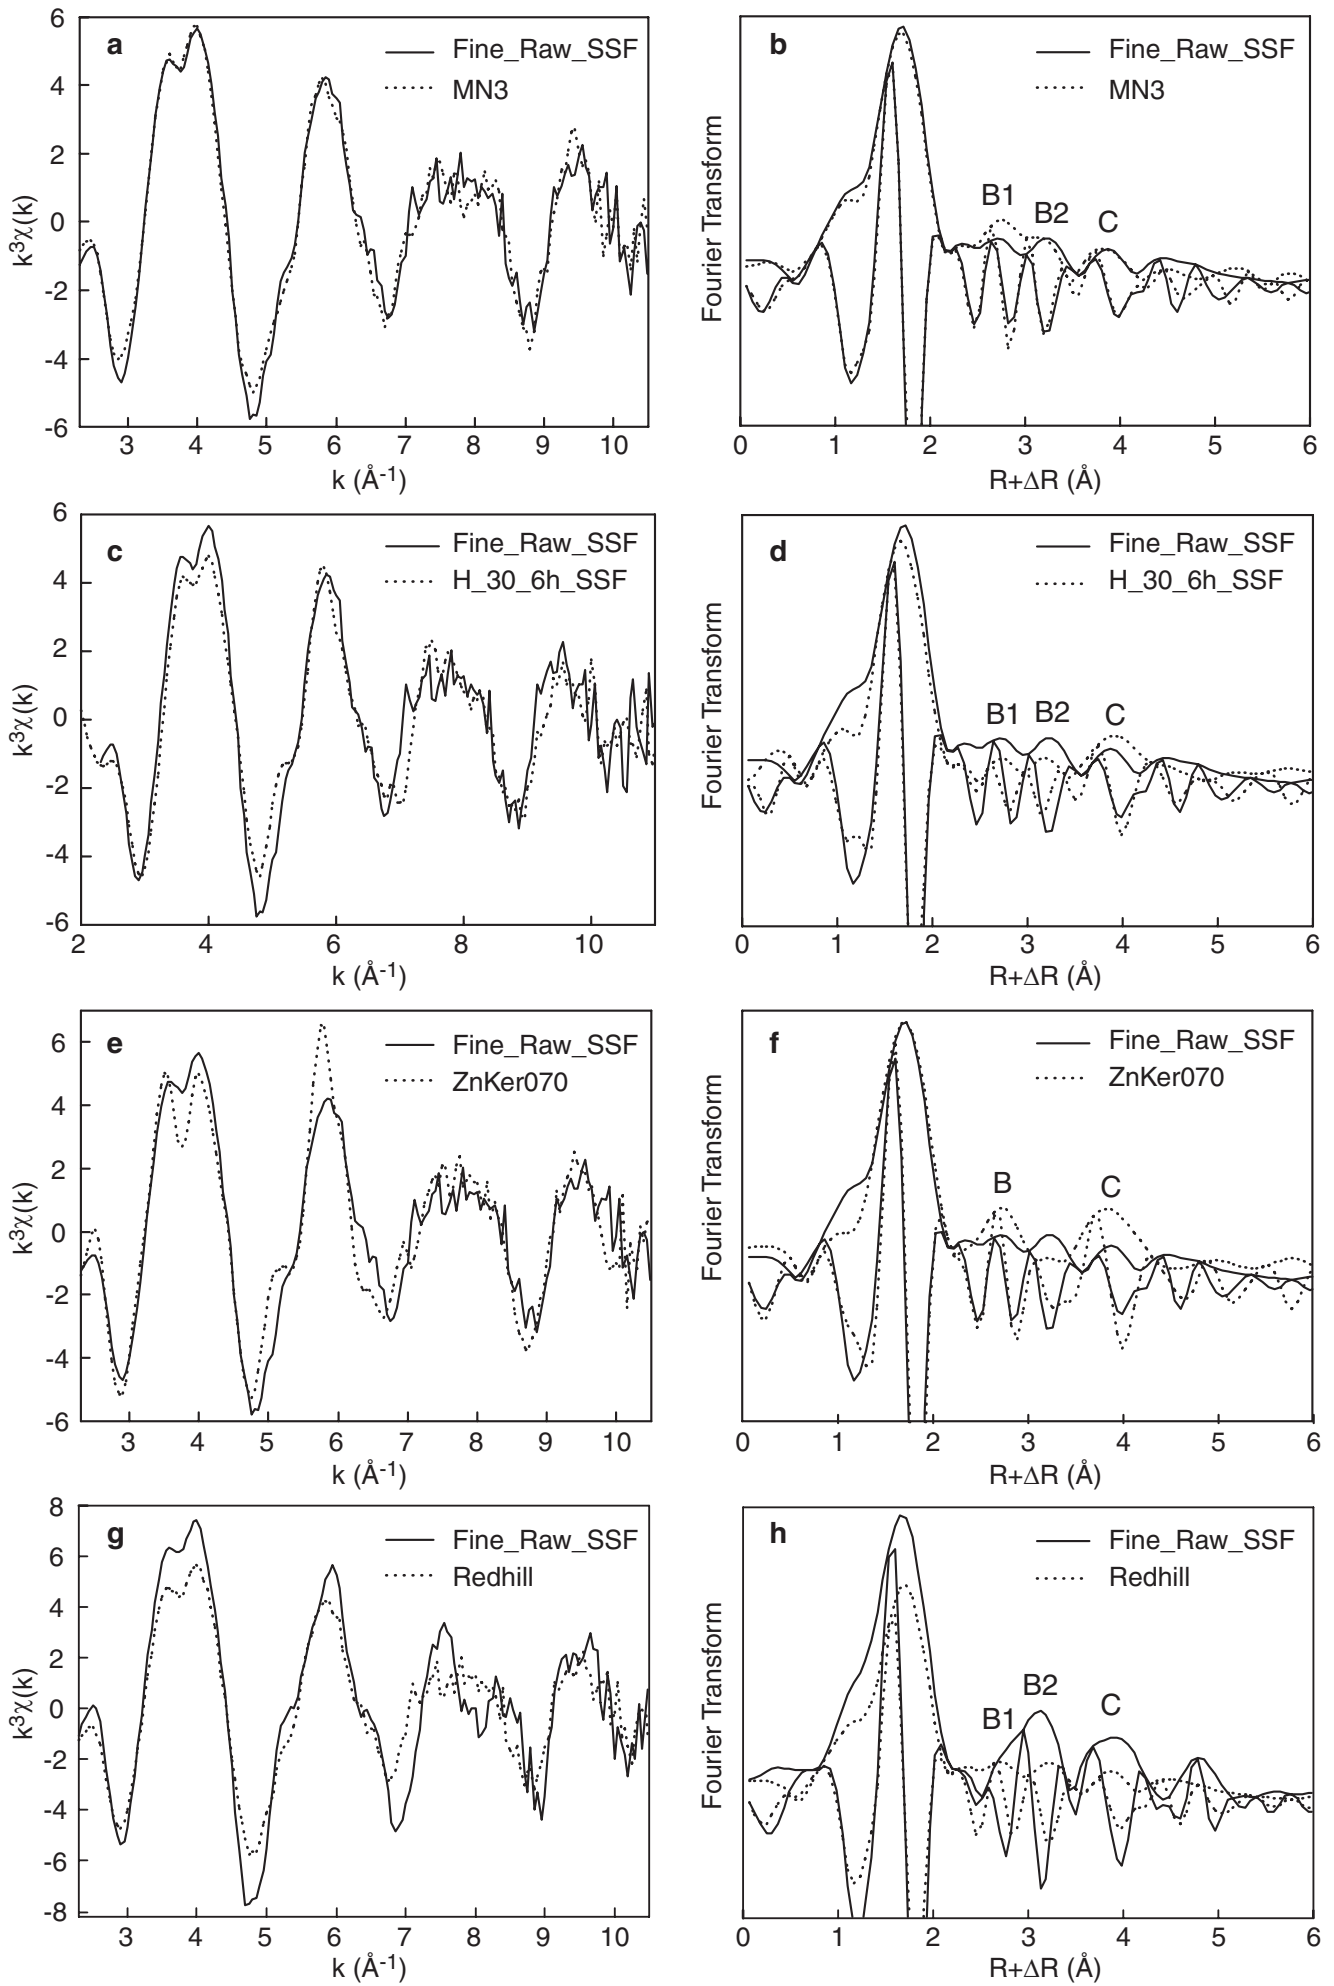 a
Fine_Raw_SSF
MN3
6
4
2
0
-2
-4
-6
k³χ(k)
3 4 5 6 7 8 9 10
k (Å⁻¹)
b
Fine_Raw_SSF
MN3
B1
B2
C
Fourier Transform
0 1 2 3 4 5 6
R+ΔR (Å)
c
Fine_Raw_SSF
H_30_6h_SSF
6
4
2
0
-2
-4
-6
k³χ(k)
2 4 6 8 10
k (Å⁻¹)
d
Fine_Raw_SSF
H_30_6h_SSF
B1 B2
C
Fourier Transform
0 1 2 3 4 5 6
R+ΔR (Å)
e
Fine_Raw_SSF
ZnKer070
6
4
2
0
-2
-4
-6
k³χ(k)
3 4 5 6 7 8 9 10
k (Å⁻¹)
f
Fine_Raw_SSF
ZnKer070
B
C
Fourier Transform
0 1 2 3 4 5 6
R+ΔR (Å)
g
Fine_Raw_SSF
Redhill
8
6
4
2
0
-2
-4
-6
-8
k³χ(k)
3 4 5 6 7 8 9 10
k (Å⁻¹)
h
Fine_Raw_SSF
Redhill
B2
B1
C
Fourier Transform
0 1 2 3 4 5 6
R+ΔR (Å)